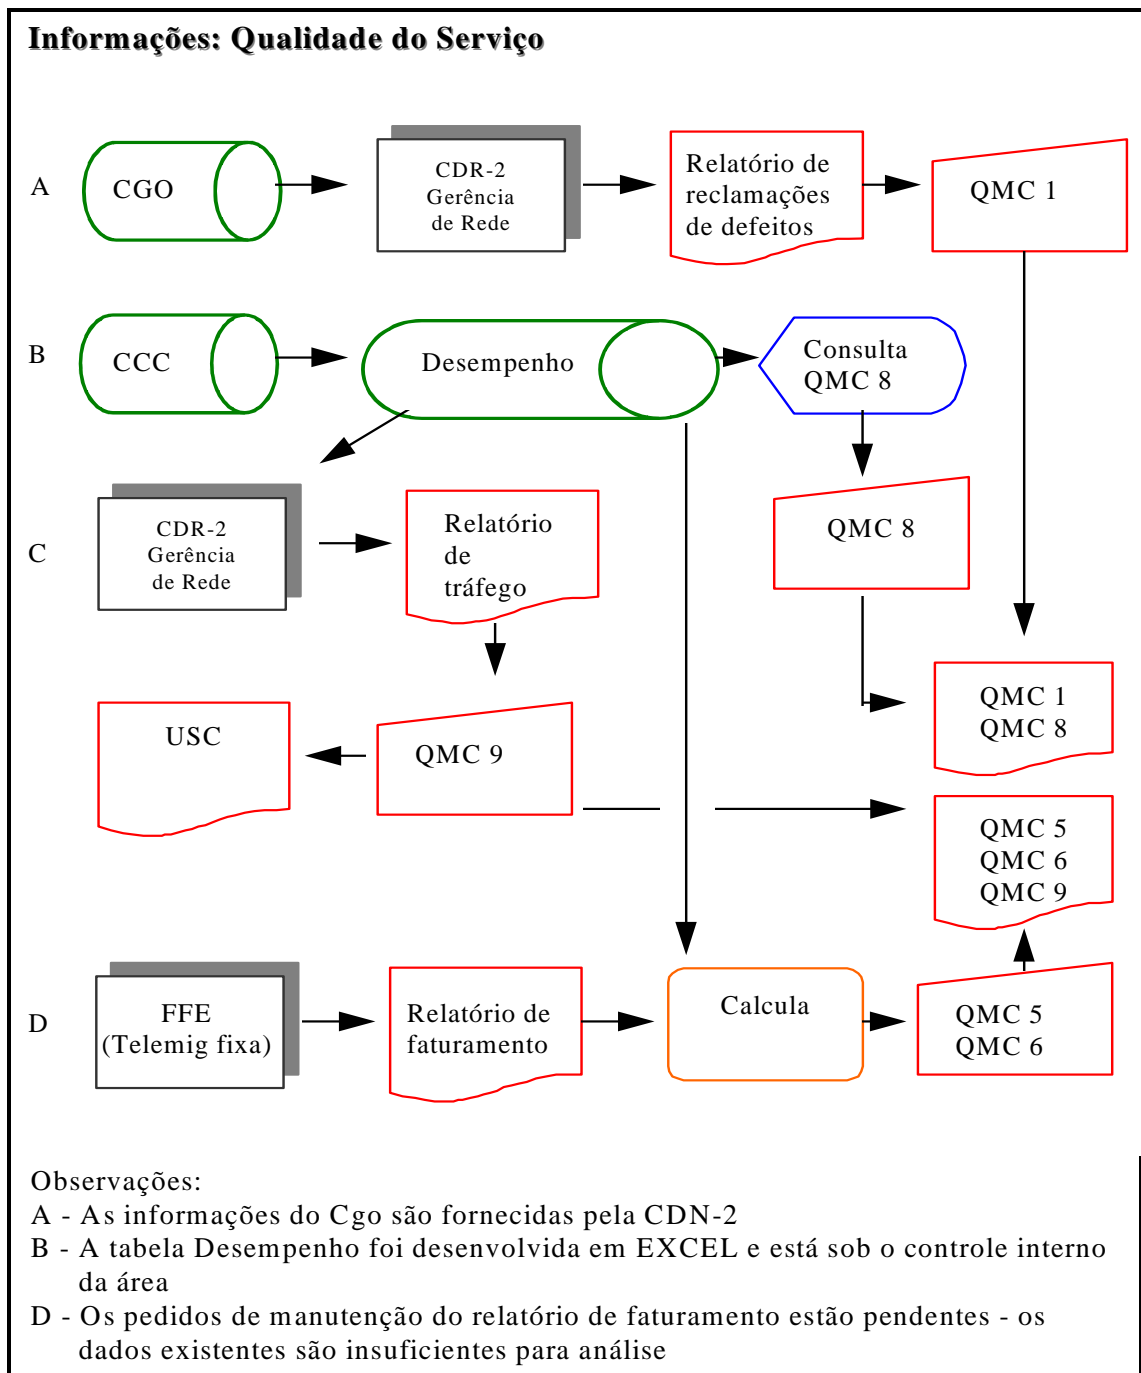 Informações: Qualidade do Serviço
A
CGO
CDR-2
Gerência
de Rede
Relatório de
reclamações
de defeitos
QMC 1
B
CCC
Desempenho
Consulta
QMC 8
C
CDR-2
Gerência
de Rede
Relatório
de
tráfego
QMC 8
USC
QMC 9
QMC 1
QMC 8
QMC 5
QMC 6
QMC 9
D
FFE
(Telemig fixa)
Relatório de
faturamento
Calcula
QMC 5
QMC 6
Observações:
A - As informações do Cgo são fornecidas pela CDN-2
B - A tabela Desempenho foi desenvolvida em EXCEL e está sob o controle interno
da área
D - Os pedidos de manutenção do relatório de faturamento estão pendentes - os
dados existentes são insuficientes para análise